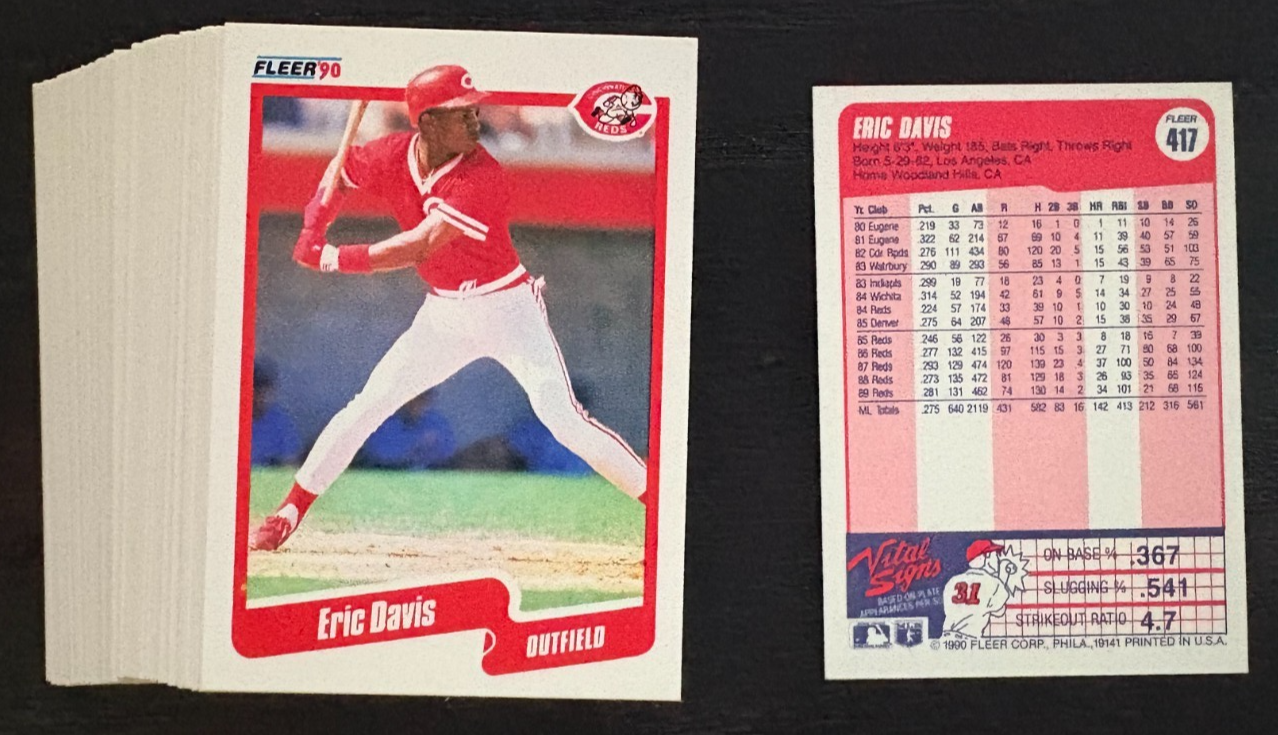 FLEER'90
CINCINNATI
REDS
C
Eric Davis
OUTFIELD
ERIC DAVIS
FLEER
417
Height 6'3", Weight 185, Bats Right, Throws Right
Born 5-29-62, Los Angeles, CA
Home Woodland Hills, CA
Yr. Club Pct. G AB R H 2B 3B HR RBI SB BB SO
80 Eugene .219 33 73 12 16 1 0 1 11 10 14 26
81 Eugene .322 62 214 67 69 10 4 11 39 40 57 59
82 Cdr Rpds .276 111 434 80 120 20 5 15 56 53 51 103
83 Watrbury .290 89 293 56 85 13 1 15 43 39 65 75
83 Indiapls .299 19 77 18 23 4 0 7 19 9 8 22
84 Wichita .314 52 194 42 61 9 5 14 34 27 25 55
84 Reds .224 57 174 33 39 10 1 10 30 10 24 48
85 Denver .275 64 207 48 57 10 2 15 38 35 29 67
85 Reds .246 56 122 26 30 3 3 8 18 16 7 39
86 Reds .277 132 415 97 115 15 3 27 71 80 68 100
87 Reds .293 129 474 120 139 23 4 37 100 50 84 134
88 Reds .273 135 472 81 129 18 3 26 93 35 65 124
89 Reds .281 131 462 74 130 14 2 34 101 21 68 116
ML Totals .275 640 2119 431 582 83 16 142 413 212 316 561
Vital
Signs
BASED ON PLATE
APPEARANCES PER SO
31
ON BASE % .367
SLUGGING % .541
STRIKEOUT RATIO 4.7
© 1990 FLEER CORP., PHILA., 19141 PRINTED IN U.S.A.